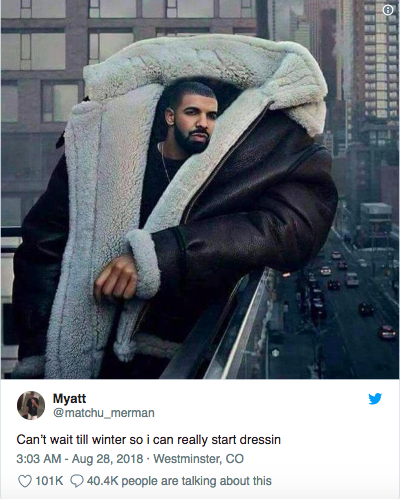 Myatt
@matchu_merman
Can't wait till winter so i can really start dressin
3:03 AM - Aug 28, 2018 · Westminster, CO
101K 40.4K people are talking about this